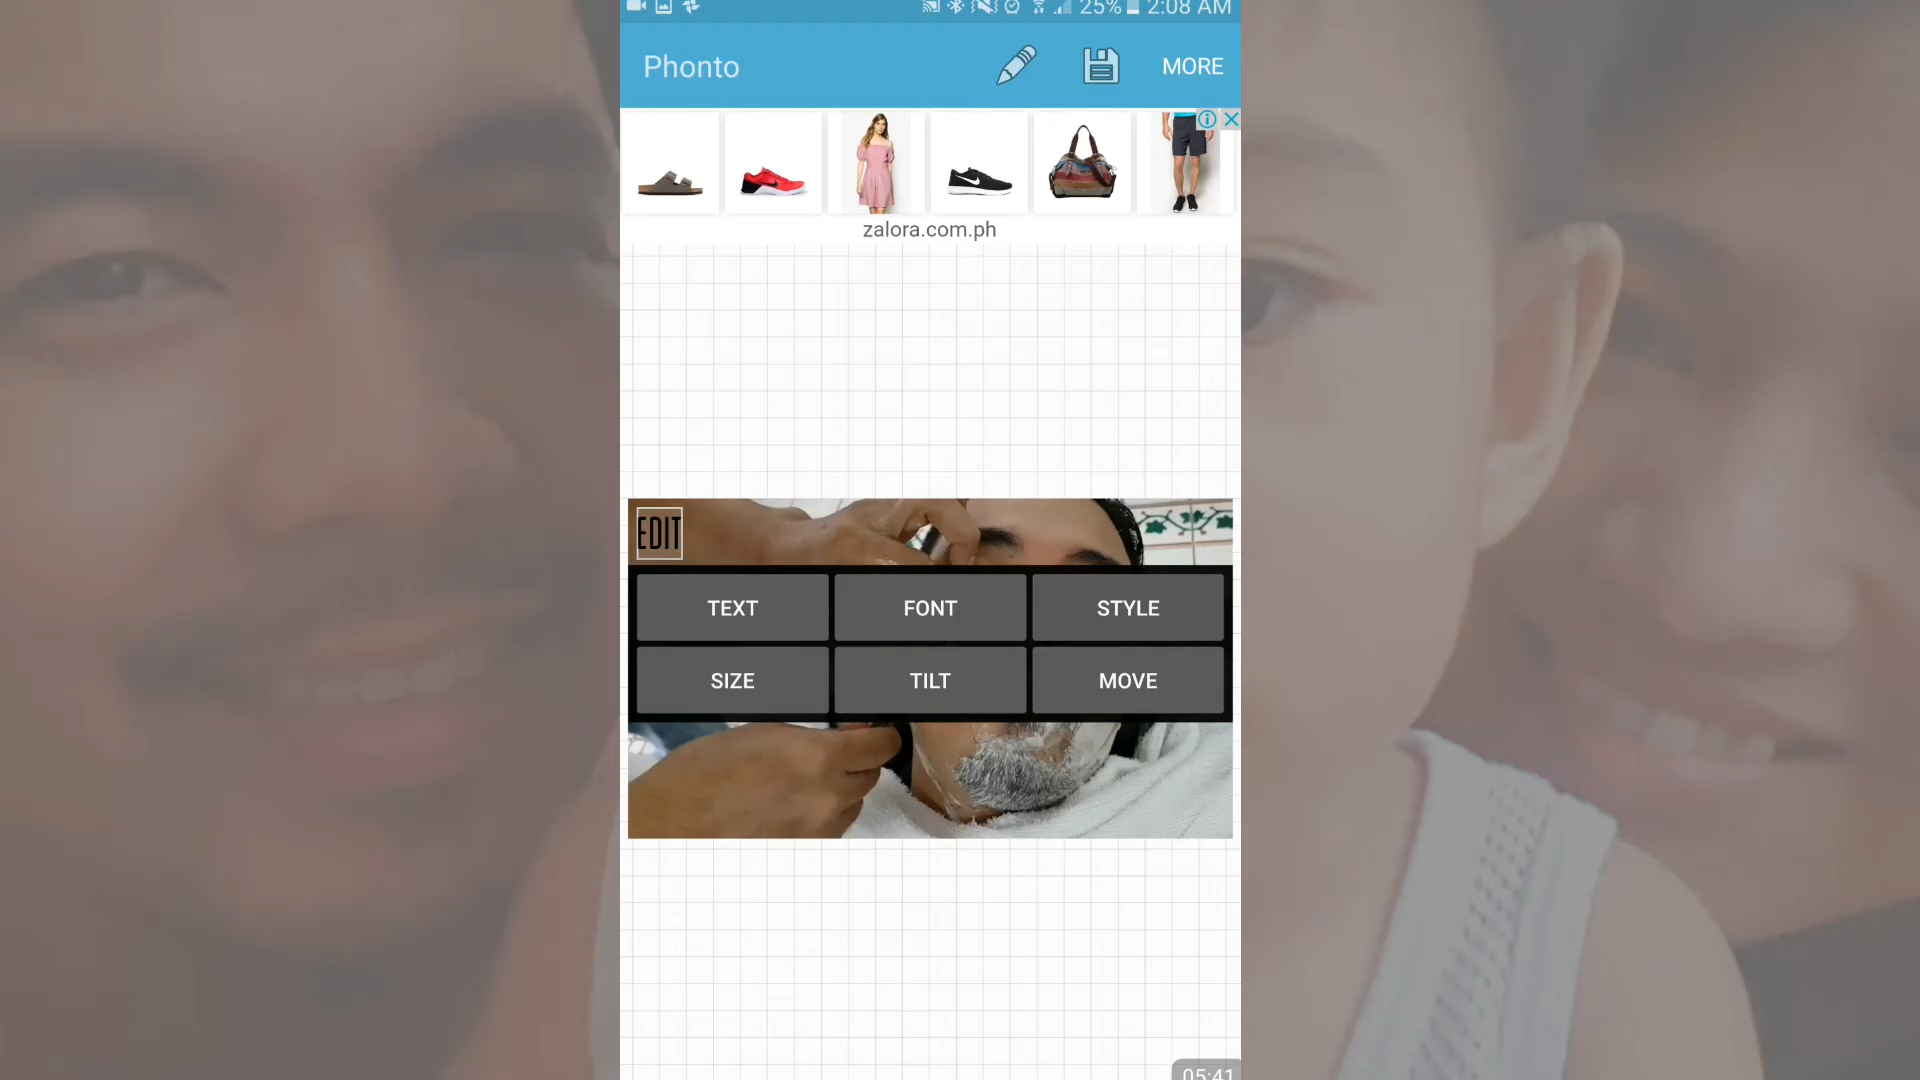 25% 2:08 AM
Phonto
MORE
zalora.com.ph
EDIT
TEXT FONT STYLE
SIZE TILT MOVE
05:41